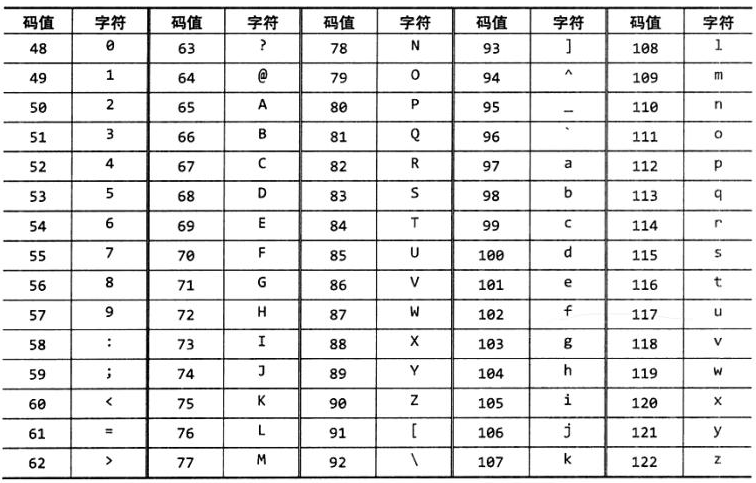 码值 字符 码值 字符 码值 字符 码值 字符 码值 字符
48 0 63 ? 78 N 93 ] 108 l
49 1 64 @ 79 O 94 ^ 109 m
50 2 65 A 80 P 95 _ 110 n
51 3 66 B 81 Q 96 ` 111 o
52 4 67 C 82 R 97 a 112 p
53 5 68 D 83 S 98 b 113 q
54 6 69 E 84 T 99 c 114 r
55 7 70 F 85 U 100 d 115 s
56 8 71 G 86 V 101 e 116 t
57 9 72 H 87 W 102 f 117 u
58 : 73 I 88 X 103 g 118 v
59 ; 74 J 89 Y 104 h 119 w
60 < 75 K 90 Z 105 i 120 x
61 = 76 L 91 [ 106 j 121 y
62 > 77 M 92 \ 107 k 122 z